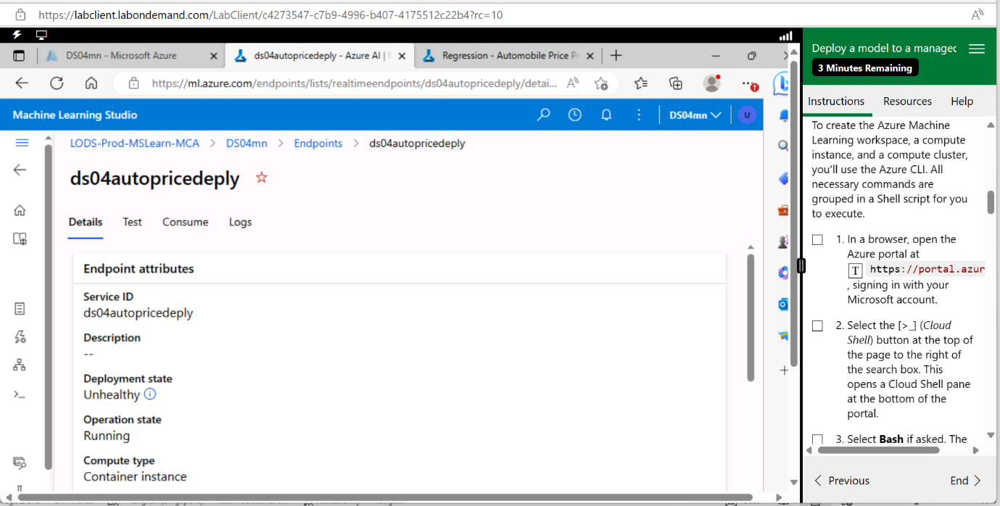 https://labclient.labondemand.com/LabClient/c4273547-c7b9-4996-b407-4175512c22b4?rc=10
DS04mn - Microsoft Azure
ds04autopricedeply - Azure AI |
Regression - Automobile Price Pr
https://ml.azure.com/endpoints/lists/realtimeendpoints/ds04autopricedeply/detai...
Machine Learning Studio
DS04mn
U
LODS-Prod-MSLearn-MCA > DS04mn > Endpoints > ds04autopricedeply
ds04autopricedeply
Details Test Consume Logs
Endpoint attributes
Service ID
ds04autopricedeply
Description
--
Deployment state
Unhealthy
Operation state
Running
Compute type
Container instance
Deploy a model to a managec
3 Minutes Remaining
Instructions Resources Help
To create the Azure Machine
Learning workspace, a compute
instance, and a compute cluster,
you'll use the Azure CLI. All
necessary commands are
grouped in a Shell script for you
to execute.
1. In a browser, open the
Azure portal at
T https://portal.azur
, signing in with your
Microsoft account.
2. Select the [>_] (Cloud
Shell) button at the top of
the page to the right of
the search box. This
opens a Cloud Shell pane
at the bottom of the
portal.
3. Select Bash if asked. The
Previous
End